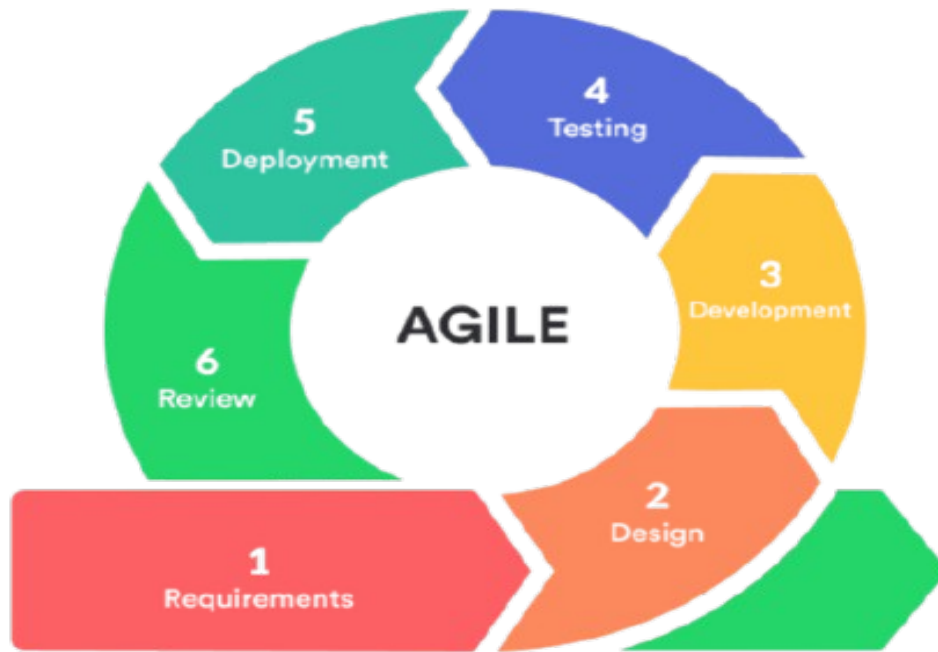 1
Requirements
2
Design
3
Development
4
Testing
5
Deployment
6
Review
AGILE